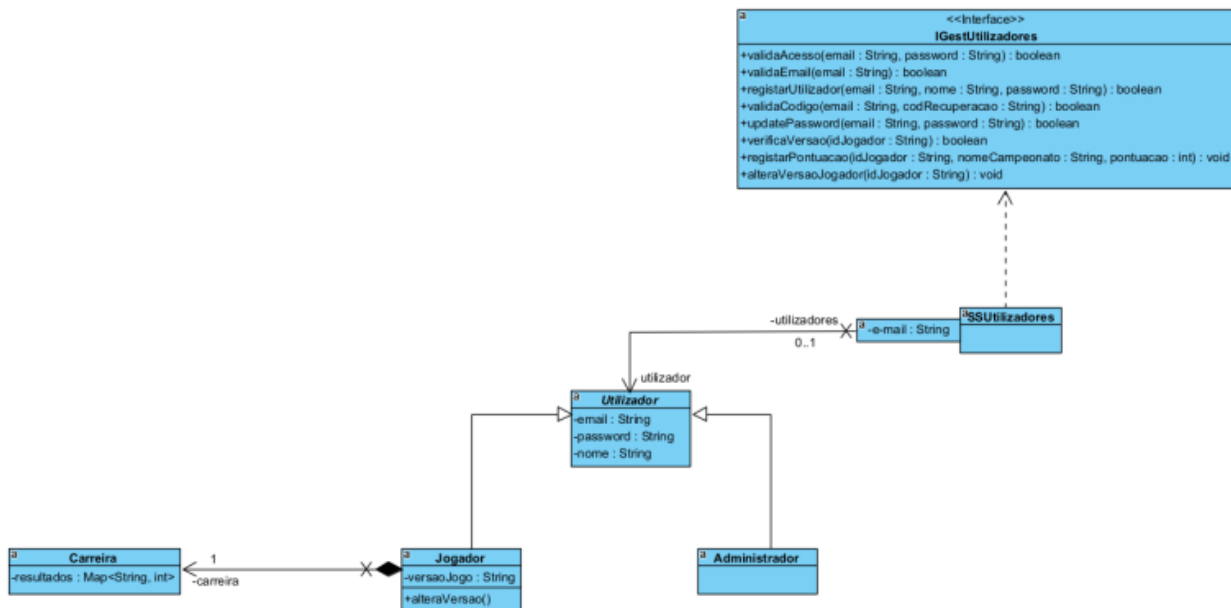 <<Interface>>
IGestUtilizadores
+validaAcesso(email : String, password : String) : boolean
+validaEmail(email : String) : boolean
+registarUtilizador(email : String, nome : String, password : String) : boolean
+validaCodigo(email : String, codRecuperacao : String) : boolean
+updatePassword(email : String, password : String) : boolean
+verificaVersao(idJogador : String) : boolean
+registarPontuacao(idJogador : String, nomeCampeonato : String, pontuacao : int) : void
+alteraVersaoJogador(idJogador : String) : void
SSUtilizadores
-e-mail : String
-utilizadores
0..1
utilizador
Utilizador
-email : String
-password : String
-nome : String
Carreira
-resultados : Map<String, int>
1
-carreira
Jogador
-versaoJogo : String
+alteraVersao()
Administrador